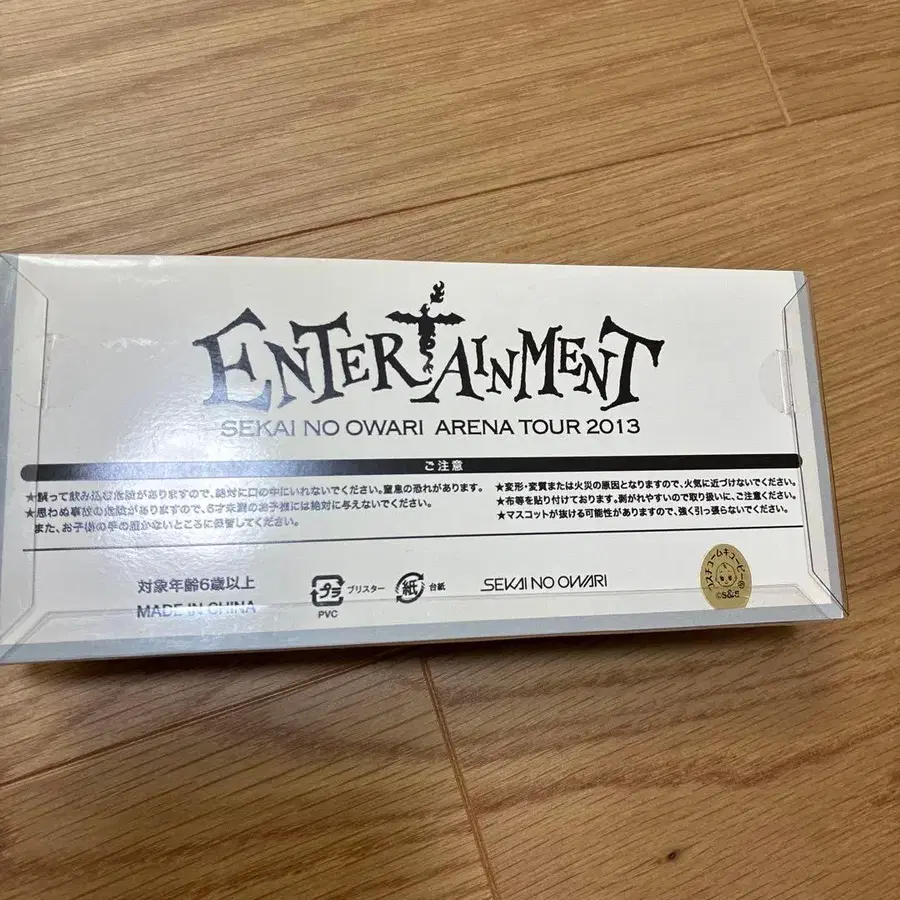 ENTERTAINMENT
SEKAI NO OWARI ARENA TOUR 2013
ご注意
★誤って飲み込む危険がありますので、絶対に口の中にいれないでください。窒息の恐れがあります。
★思わぬ事故の危険がありますので、6才未満のお子様には絶対に与えないでください。
また、お子様の手の届かないところに保管してください。
★変形・変質または火災の原因となりますので、火気に近づけないでください。
★布等を貼り付けております。剥がれやすいので取り扱いに、ご注意ください。
★マスコットが抜ける可能性がありますので、強く引っ張らないでください。
対象年齢6歳以上
MADE IN CHINA
プラ
ブリスター
PVC
紙
台紙
SEKAI NO OWARI
コスチュームキューピー®
©S&S